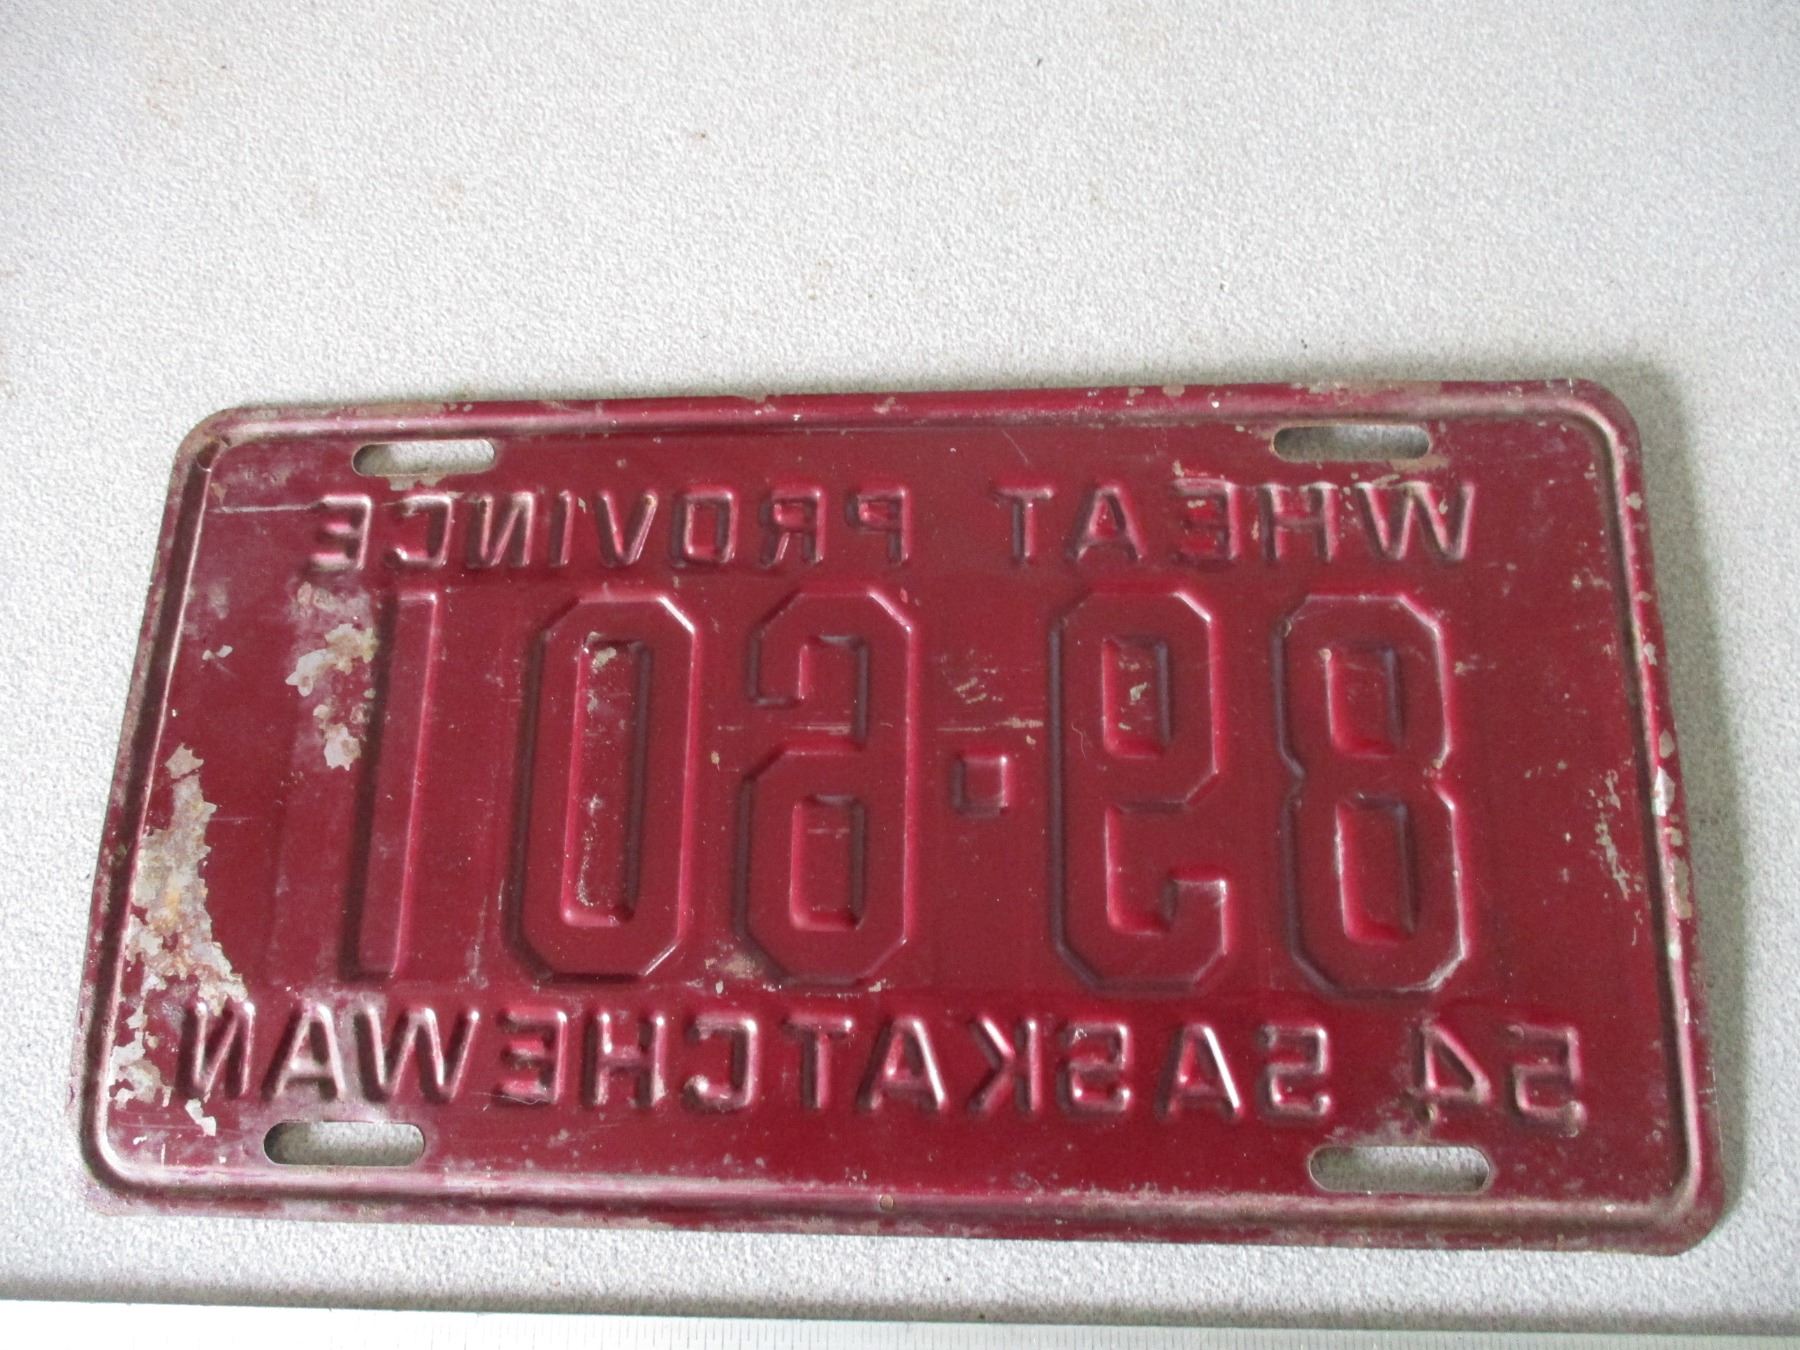 WHEAT PROVINCE
89·601
54 SASKATCHEWAN